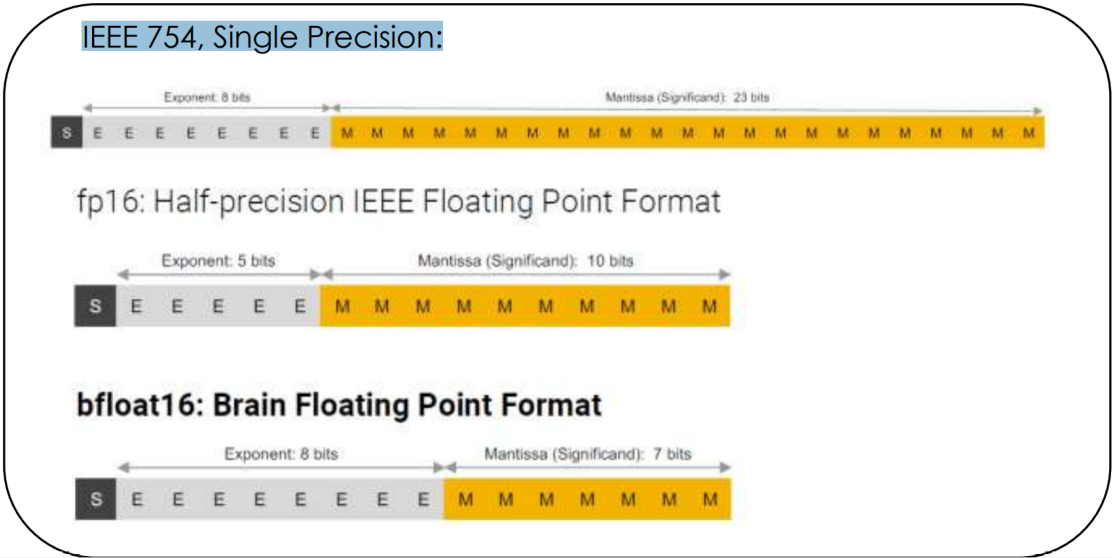 IEEE 754, Single Precision:
Exponent: 8 bits Mantissa (Significand): 23 bits
S E E E E E E E E M M M M M M M M M M M M M M M M M M M M M M M
fp16: Half-precision IEEE Floating Point Format
Exponent: 5 bits Mantissa (Significand): 10 bits
S E E E E E M M M M M M M M M M
bfloat16: Brain Floating Point Format
Exponent: 8 bits Mantissa (Significand): 7 bits
S E E E E E E E E M M M M M M M